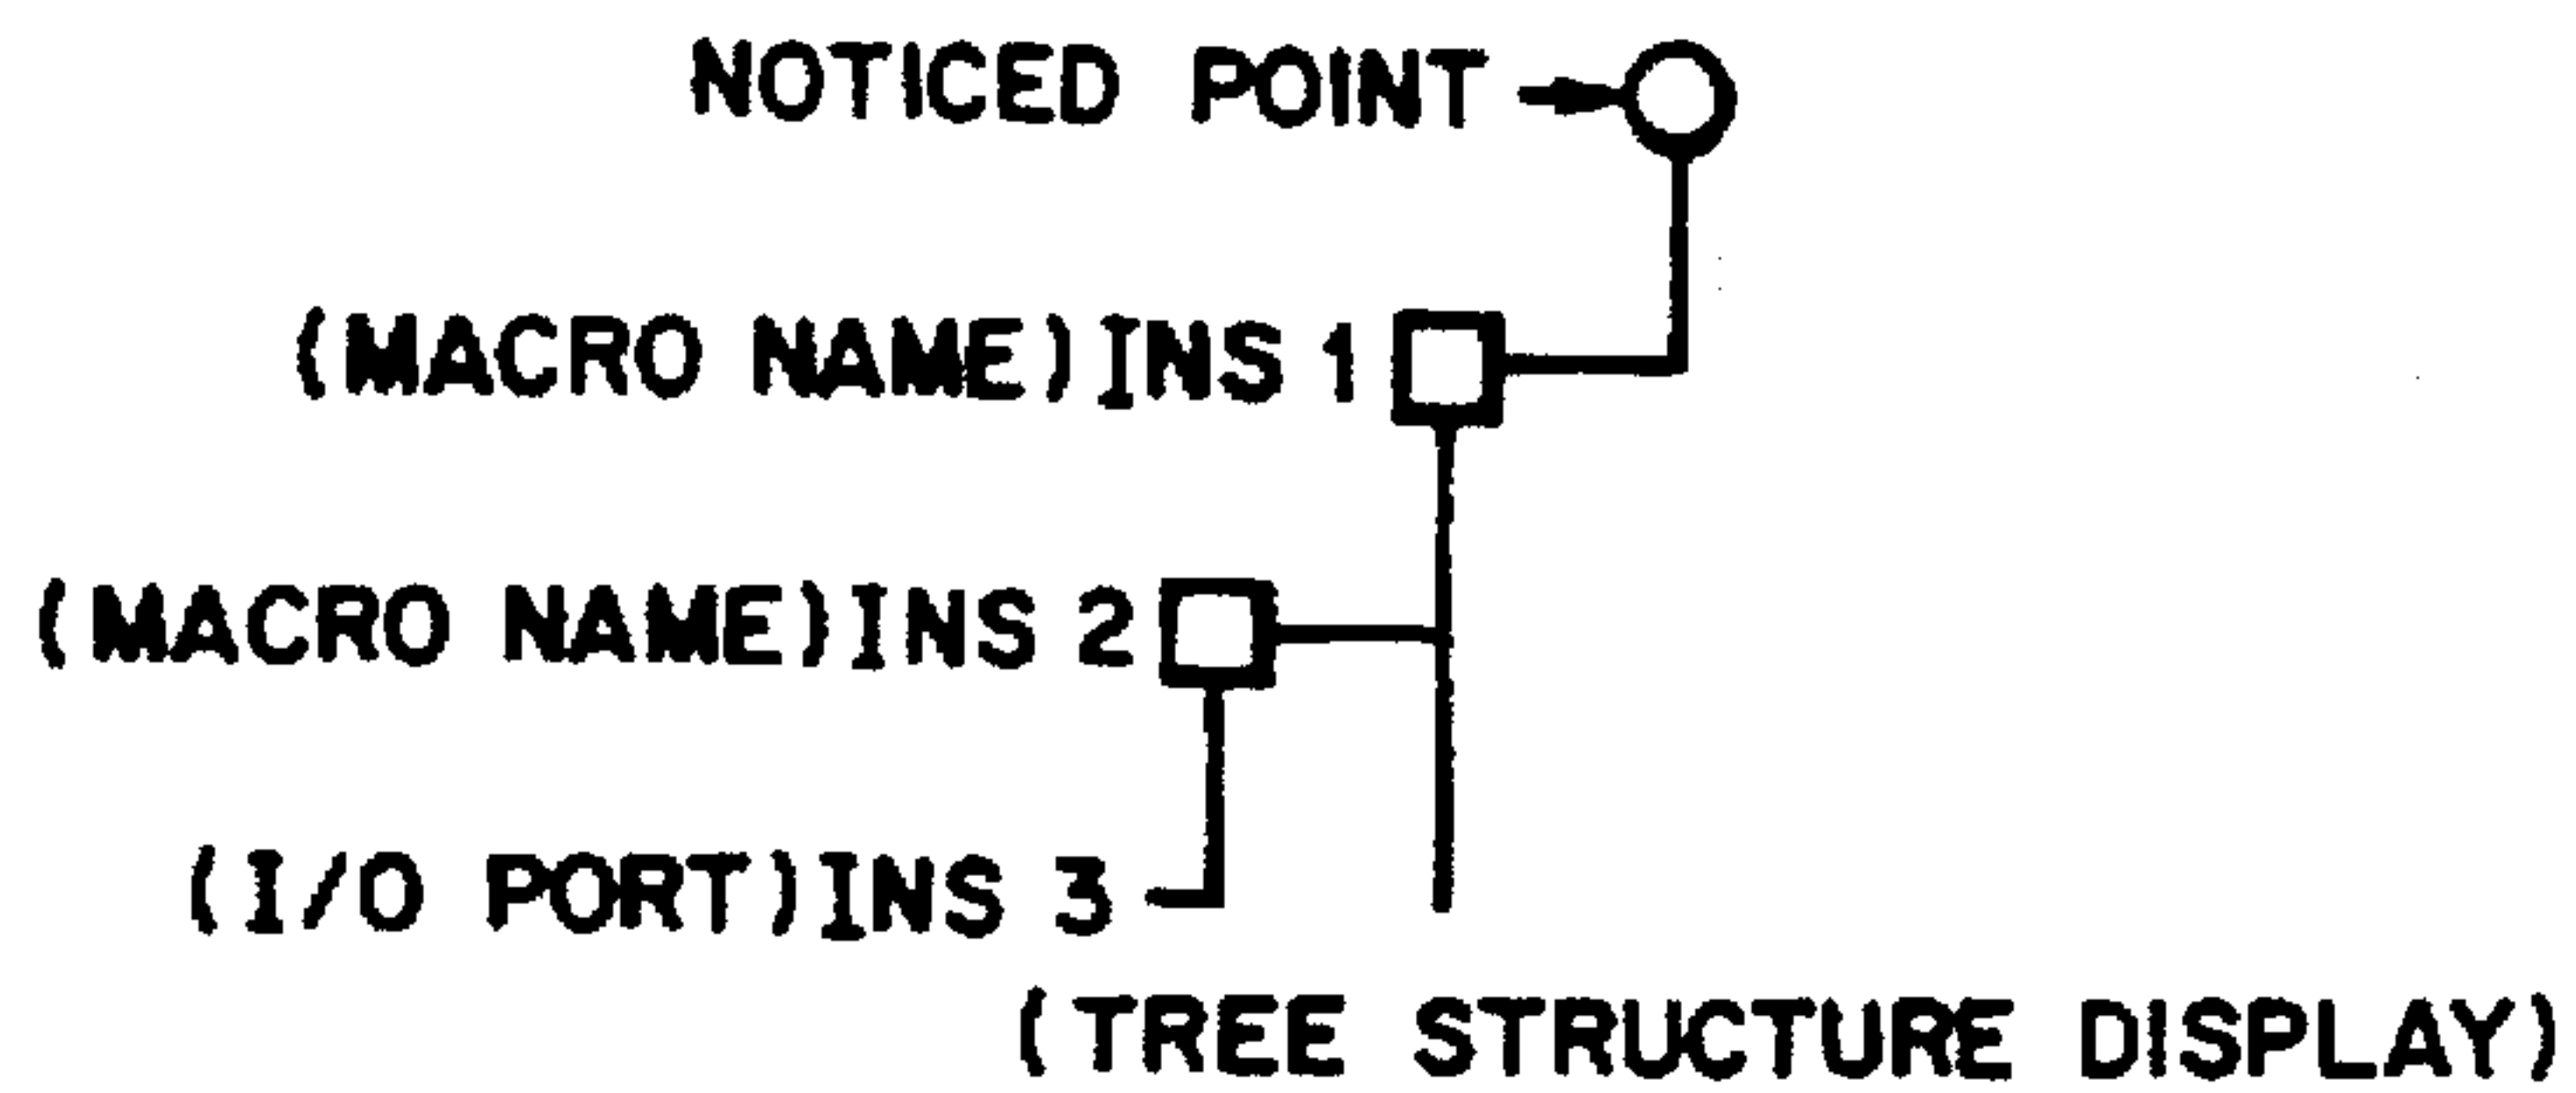 NOTICED POINT
(MACRO NAME)INS 1
(MACRO NAME)INS 2
(I/O PORT)INS 3
(TREE STRUCTURE DISPLAY)